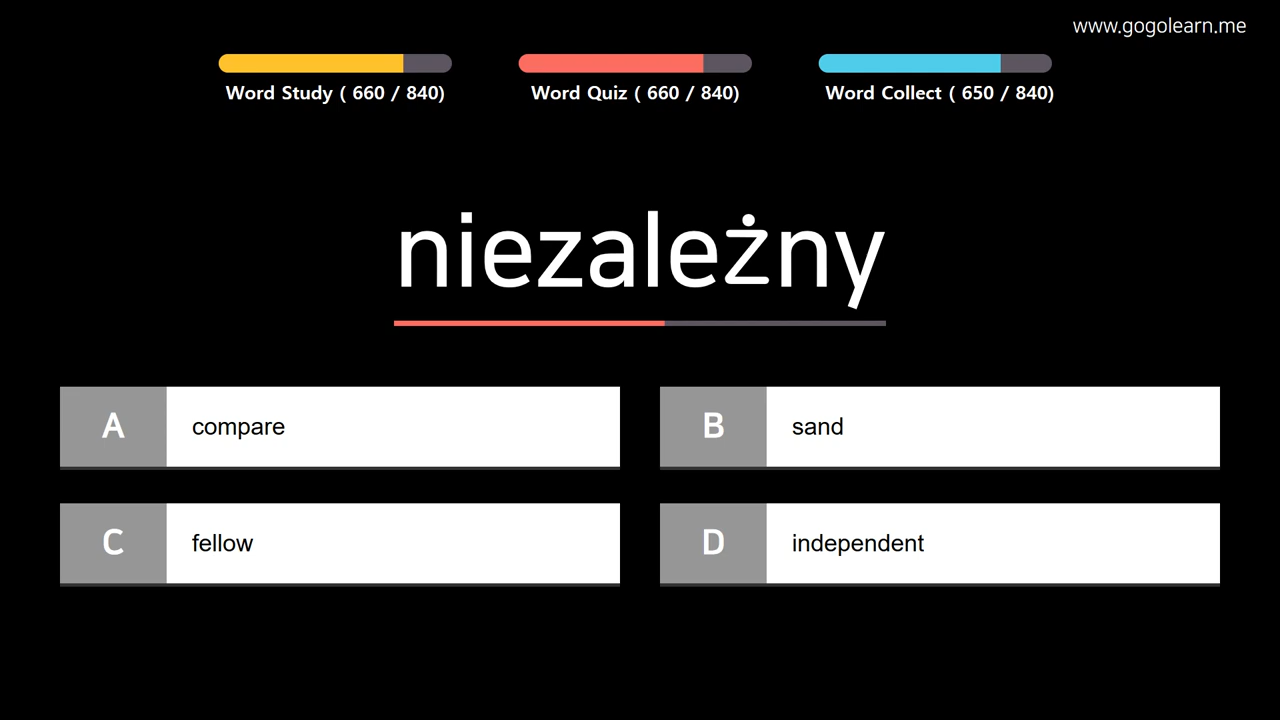 www.gogolearn.me
Word Study ( 660 / 840)
Word Quiz ( 660 / 840)
Word Collect ( 650 / 840)
niezależny
A compare
B sand
C fellow
D independent